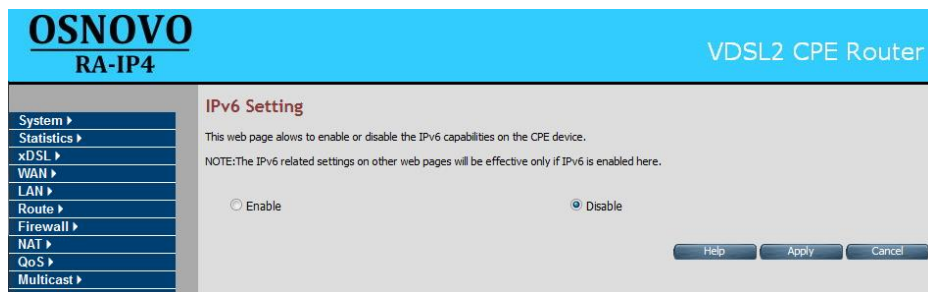 OSNOVO
RA-IP4
VDSL2 CPE Router
System
Statistics
xDSL
WAN
LAN
Route
Firewall
NAT
QoS
Multicast
IPv6 Setting
This web page alows to enable or disable the IPv6 capabilities on the CPE device.
NOTE:The IPv6 related settings on other web pages will be effective only if IPv6 is enabled here.
Enable Disable
Help Apply Cancel